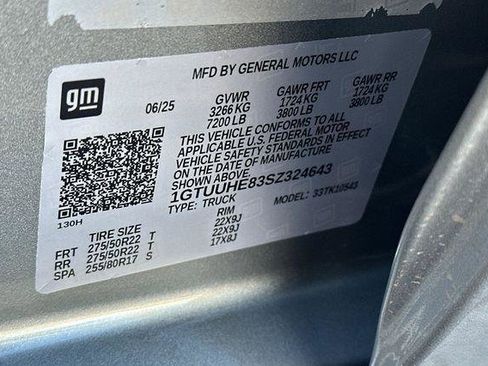 gm
MFD BY GENERAL MOTORS LLC
06/25 GVWR GAWR FRT GAWR RR
3266 KG 1724 KG 1724 KG
7200 LB 3800 LB 3800 LB
THIS VEHICLE CONFORMS TO ALL
APPLICABLE U.S. FEDERAL MOTOR
VEHICLE SAFETY STANDARDS IN EFFECT
ON THE DATE OF MANUFACTURE
SHOWN ABOVE.
1GTUUHE83SZ324643
TYPE: TRUCK MODEL: 33TK10543
130H
TIRE SIZE RIM
FRT 275/50R22 T 22X9J
RR 275/50R22 T 22X9J
SPA 255/80R17 S 17X8J